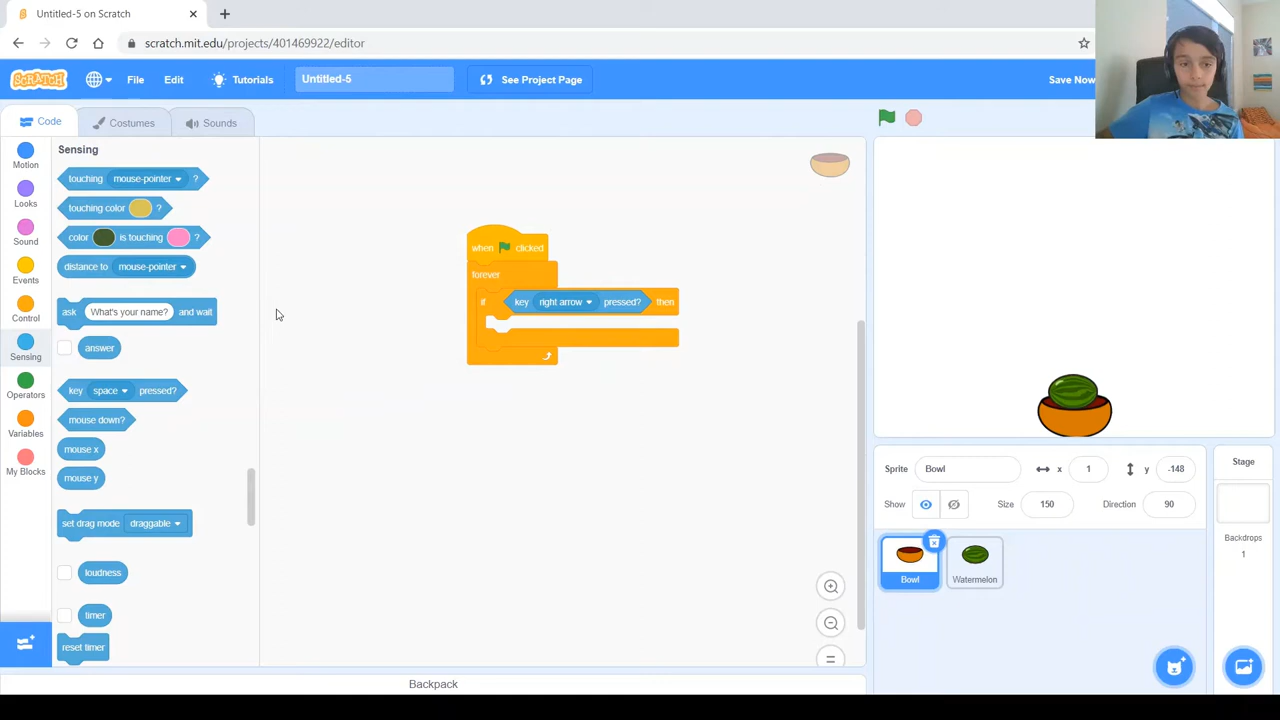 Untitled-5 on Scratch
scratch.mit.edu/projects/401469922/editor
SCRATCH
File
Edit
Tutorials
Untitled-5
See Project Page
Save Now
Code
Costumes
Sounds
Motion
Looks
Sound
Events
Control
Sensing
Operators
Variables
My Blocks
Sensing
touching mouse-pointer ?
touching color ?
color is touching ?
distance to mouse-pointer
ask What's your name? and wait
answer
key space pressed?
mouse down?
mouse x
mouse y
set drag mode draggable
loudness
timer
reset timer
when clicked
forever
if key right arrow pressed? then
Backpack
Sprite Bowl x 1 y -148
Show Size 150 Direction 90
Bowl
Watermelon
Stage
Backdrops
1